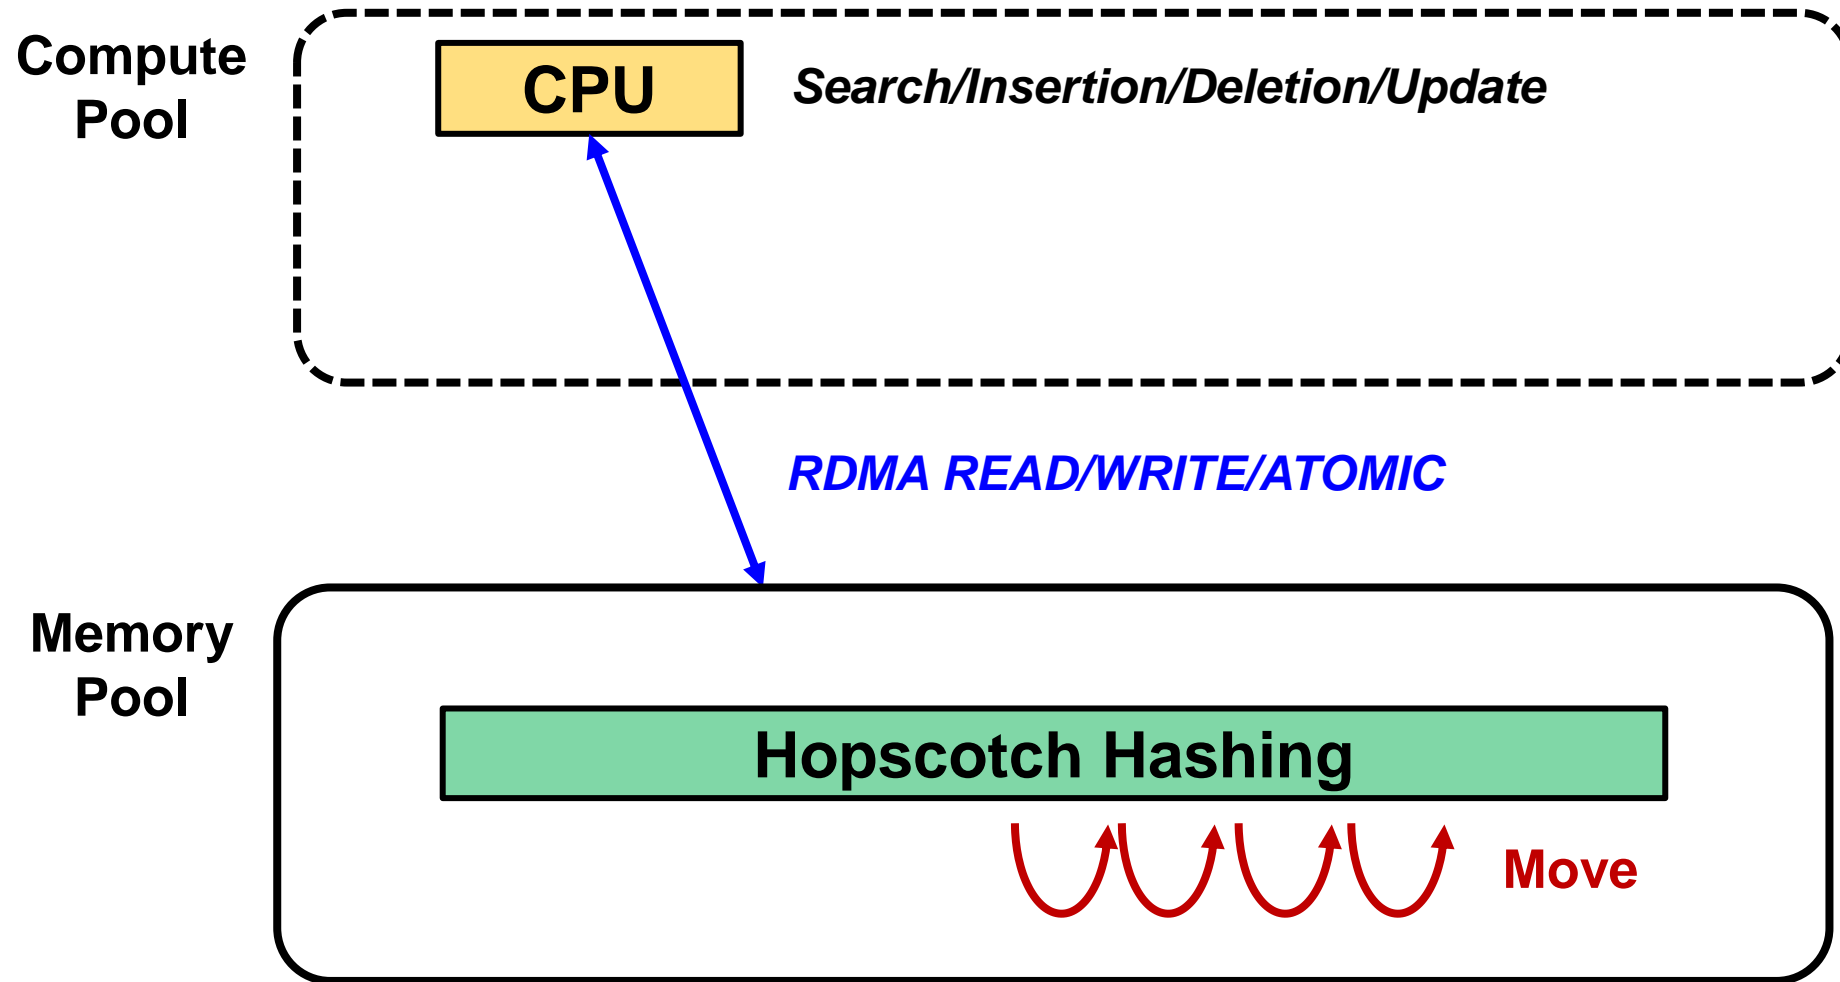 Compute
Pool
CPU
Search/Insertion/Deletion/Update
RDMA READ/WRITE/ATOMIC
Memory
Pool
Hopscotch Hashing
Move